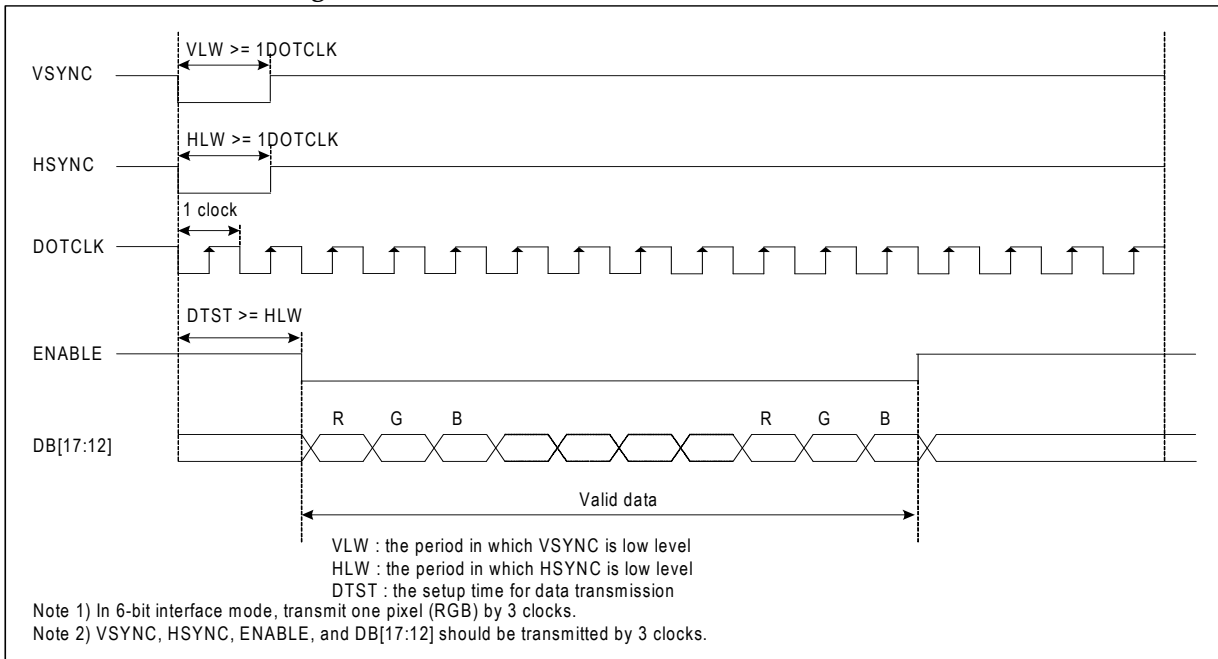 VLW >= 1DOTCLK
VSYNC
HLW >= 1DOTCLK
HSYNC
1 clock
DOTCLK
DTST >= HLW
ENABLE
R G B R G B
DB[17:12]
Valid data
VLW : the period in which VSYNC is low level
HLW : the period in which HSYNC is low level
DTST : the setup time for data transmission
Note 1) In 6-bit interface mode, transmit one pixel (RGB) by 3 clocks.
Note 2) VSYNC, HSYNC, ENABLE, and DB[17:12] should be transmitted by 3 clocks.